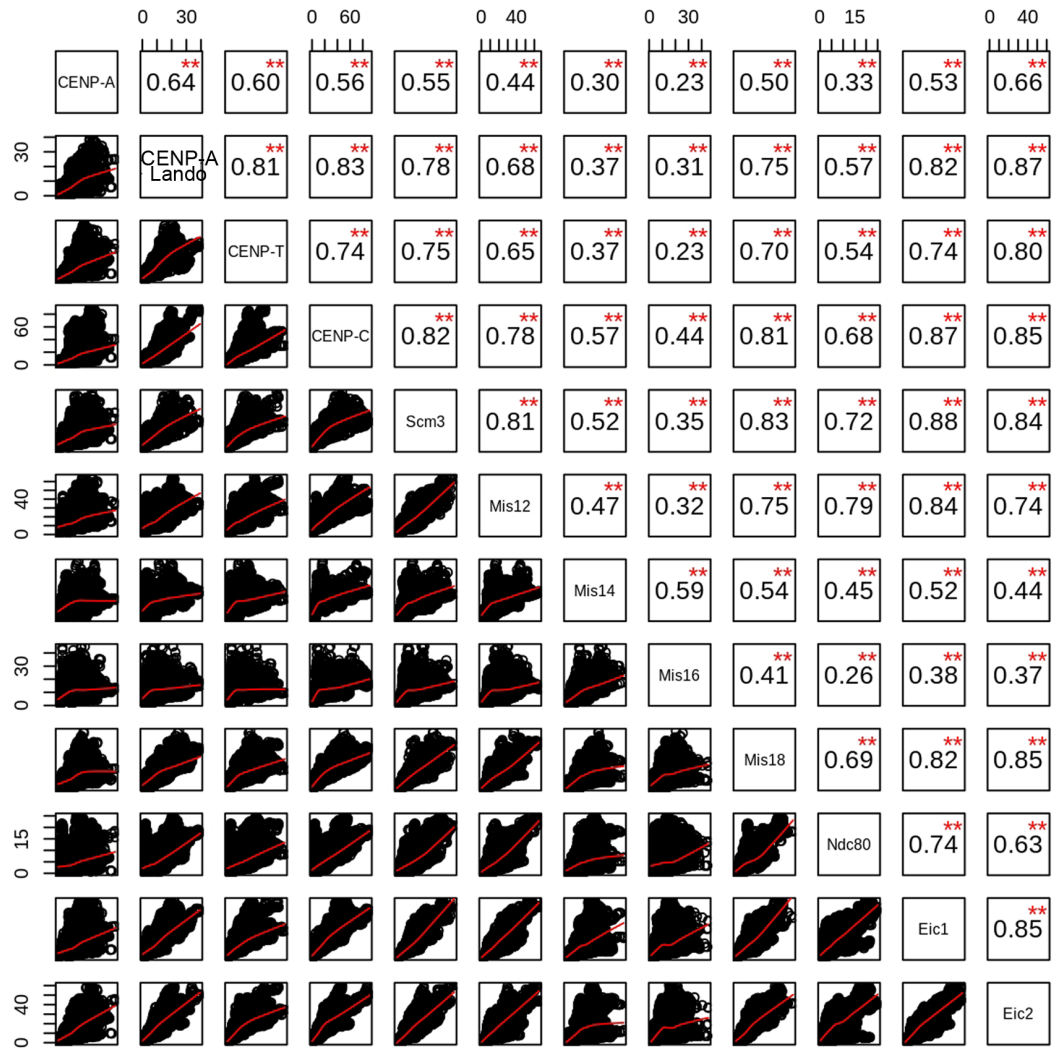 0 30 0 60 0 40 0 30 0 15 0 40
CENP-A 0.64** 0.60** 0.56** 0.55** 0.44** 0.30** 0.23** 0.50** 0.33** 0.53** 0.66**
0 30 CENP-A Lando 0.81** 0.83** 0.78** 0.68** 0.37** 0.31** 0.75** 0.57** 0.82** 0.87**
CENP-T 0.74** 0.75** 0.65** 0.37** 0.23** 0.70** 0.54** 0.74** 0.80**
0 60 CENP-C 0.82** 0.78** 0.57** 0.44** 0.81** 0.68** 0.87** 0.85**
Scm3 0.81** 0.52** 0.35** 0.83** 0.72** 0.88** 0.84**
0 40 Mis12 0.47** 0.32** 0.75** 0.79** 0.84** 0.74**
Mis14 0.59** 0.54** 0.45** 0.52** 0.44**
0 30 Mis16 0.41** 0.26** 0.38** 0.37**
Mis18 0.69** 0.82** 0.85**
0 15 Ndc80 0.74** 0.63**
Eic1 0.85**
0 40 Eic2